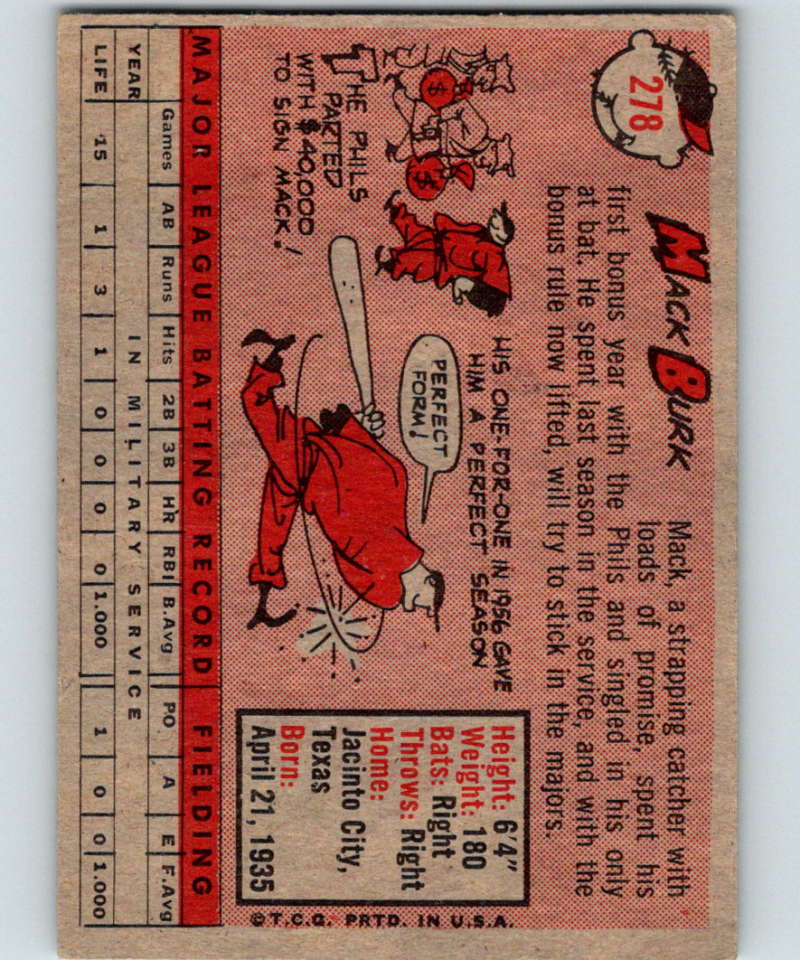 278
MACK BURK
Mack, a strapping catcher with
loads of promise, spent his
first bonus year with the Phils and singled in his only
at bat. He spent last season in the service, and with the
bonus rule now lifted, will try to stick in the majors.
THE PHILS
PARTED
WITH $40,000
TO SIGN MACK!
$
$
HIS ONE-FOR-ONE IN 1956 GAVE
HIM A PERFECT SEASON
PERFECT
FORM!
Height: 6'4"
Weight: 180
Bats: Right
Throws: Right
Home:
Jacinto City,
Texas
Born:
April 21, 1935
©T.C.G. PRTD. IN U.S.A.
MAJOR LEAGUE BATTING RECORD FIELDING
YEAR Games AB Runs Hits 2B 3B HR RBI B.Avg PO A E F.Avg
IN MILITARY SERVICE
LIFE 15 1 3 1 0 0 0 0 1.000 1 0 0 1.000